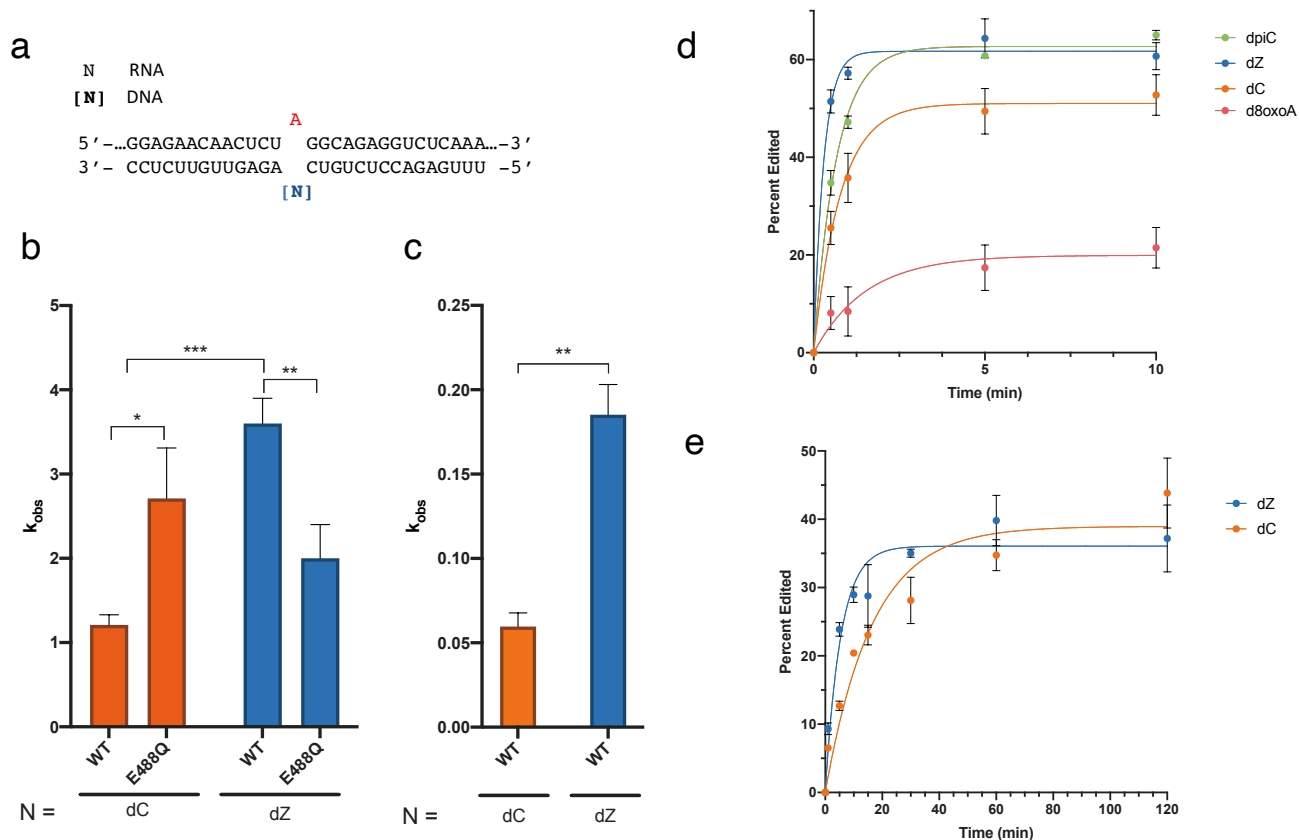 a
N RNA
[N] DNA
A
5′-…GGAGAACAACUCU GGCAGAGGUCUCAAA…-3′
3′- CCUCUUGUUGAGA CUGUCUCCAGAGUUU -5′
[N]
b
5
4
3
2
1
0
kobs
***
**
*
WT
E488Q
WT
E488Q
N = dC dZ
c
0.25
0.20
0.15
0.10
0.05
0.00
kobs
**
WT
WT
N = dC dZ
d
60
40
20
0
Percent Edited
0 5 10
Time (min)
dpiC
dZ
dC
d8oxoA
e
50
40
30
20
10
0
Percent Edited
0 20 40 60 80 100 120
Time (min)
dZ
dC